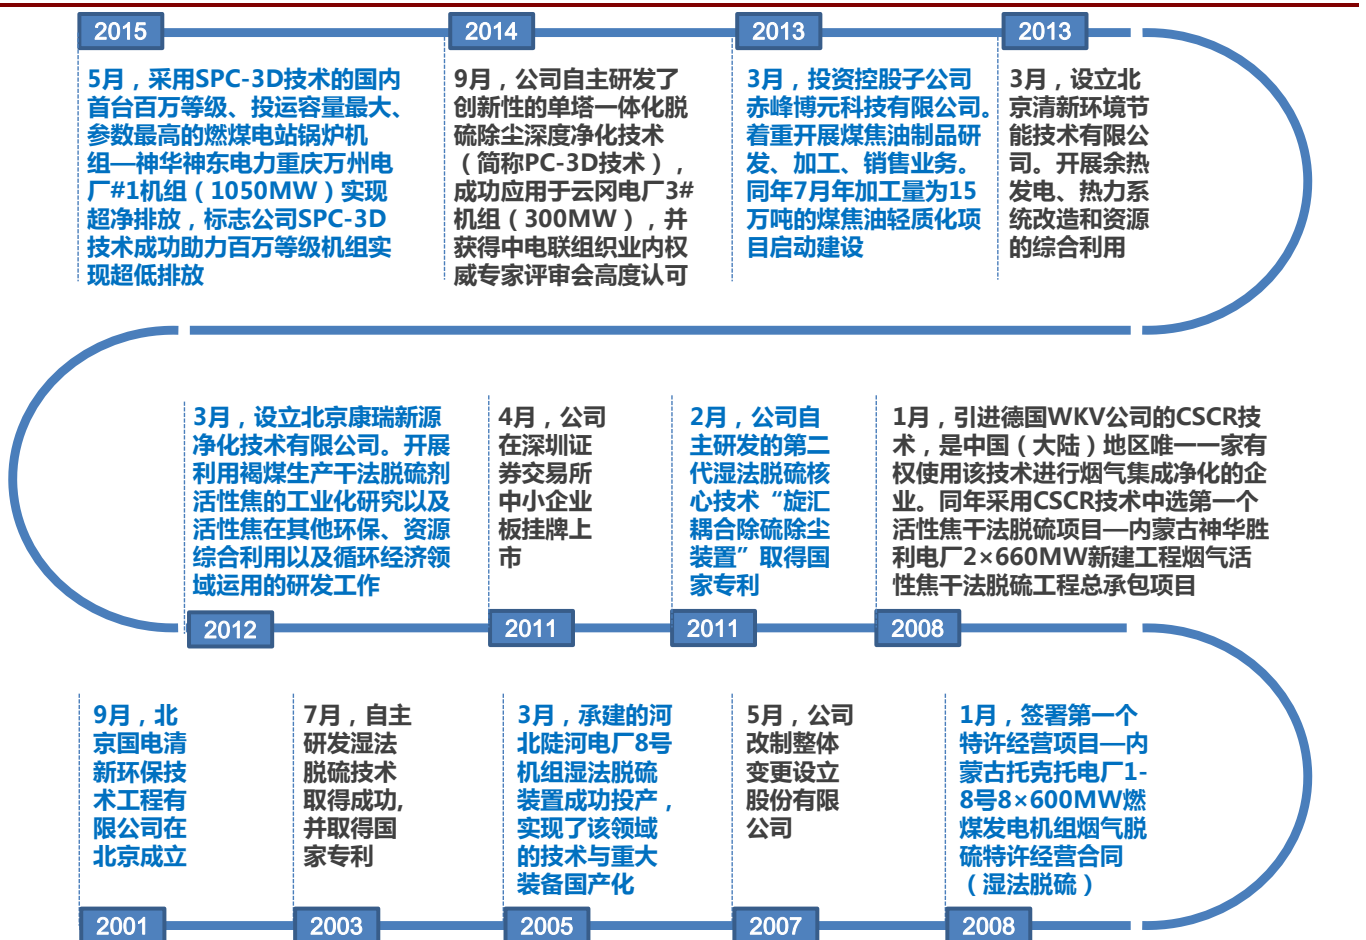 2015
5月，采用SPC-3D技术的国内
首台百万等级、投运容量最大、
参数最高的燃煤电站锅炉机
组—神华神东电力重庆万州电
厂#1机组（1050MW）实现
超净排放，标志公司SPC-3D
技术成功助力百万等级机组实
现超低排放
2014
9月，公司自主研发了
创新性的单塔一体化脱
硫除尘深度净化技术
（简称PC-3D技术），
成功应用于云冈电厂3#
机组（300MW），并
获得中电联组织业内权
威专家评审会高度认可
2013
3月，投资控股子公司
赤峰博元科技有限公司。
着重开展煤焦油制品研
发、加工、销售业务。
同年7月年加工量为15
万吨的煤焦油轻质化项
目启动建设
2013
3月，设立北
京清新环境节
能技术有限公
司。开展余热
发电、热力系
统改造和资源
的综合利用
3月，设立北京康瑞新源
净化技术有限公司。开展
利用褐煤生产干法脱硫剂
活性焦的工业化研究以及
活性焦在其他环保、资源
综合利用以及循环经济领
域运用的研发工作
2012
4月，公司
在深圳证
券交易所
中小企业
板挂牌上
市
2011
2月，公司自
主研发的第二
代湿法脱硫核
心技术“旋汇
耦合除硫除尘
装置”取得国
家专利
2011
1月，引进德国WKV公司的CSCR技
术，是中国（大陆）地区唯一一家有
权使用该技术进行烟气集成净化的企
业。同年采用CSCR技术中选第一个
活性焦干法脱硫项目—内蒙古神华胜
利电厂2×660MW新建工程烟气活
性焦干法脱硫工程总承包项目
2008
9月，北
京国电清
新环保技
术工程有
限公司在
北京成立
2001
7月，自主
研发湿法
脱硫技术
取得成功,
并取得国
家专利
2003
3月，承建的河
北陡河电厂8号
机组湿法脱硫
装置成功投产，
实现了该领域
的技术与重大
装备国产化
2005
5月，公司
改制整体
变更设立
股份有限
公司
2007
1月，签署第一个
特许经营项目—内
蒙古托克托电厂1-
8号8×600MW燃
煤发电机组烟气脱
硫特许经营合同
（湿法脱硫）
2008